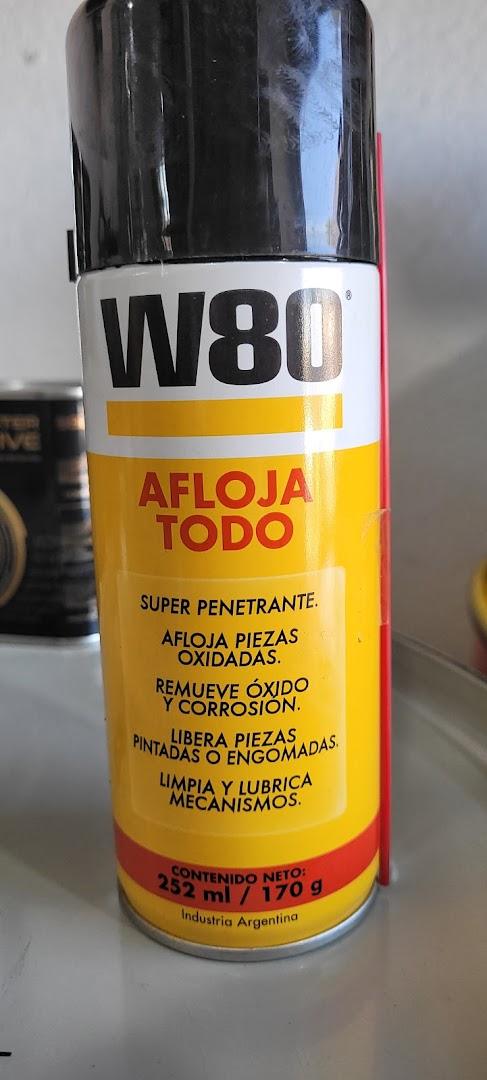 W80®
AFLOJA
TODO
SUPER PENETRANTE.
AFLOJA PIEZAS
OXIDADAS.
REMUEVE ÓXIDO
Y CORROSIÓN.
LIBERA PIEZAS
PINTADAS O ENGOMADAS.
LIMPIA Y LUBRICA
MECANISMOS.
CONTENIDO NETO:
252 ml / 170 g
Industria Argentina